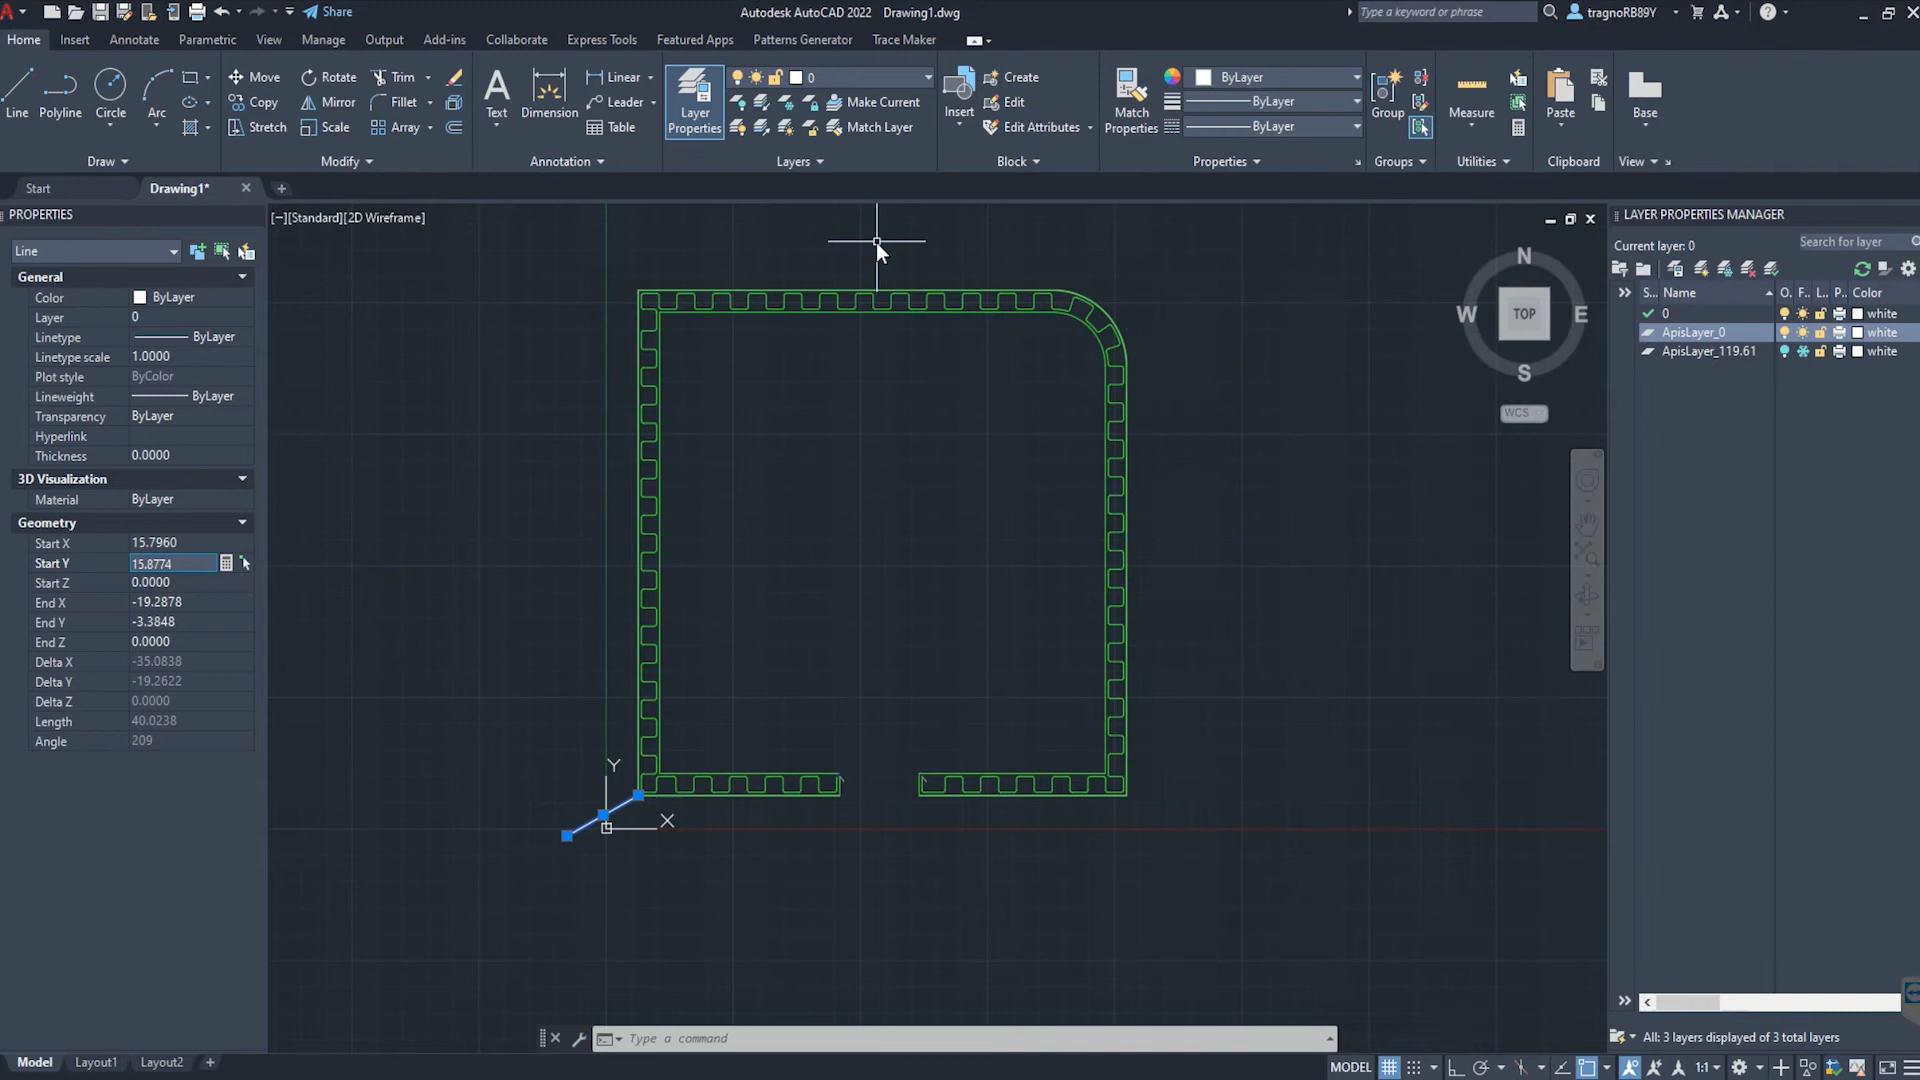 Share
Autodesk AutoCAD 2022 Drawing1.dwg
Type a keyword or phrase
tragnoRB89Y
Home Insert Annotate Parametric View Manage Output Add-ins Collaborate Express Tools Featured Apps Patterns Generator Trace Maker
Line Polyline Circle Arc
Move Rotate Trim
Copy Mirror Fillet
Stretch Scale Array
Text Dimension
Linear
Leader
Table
Layer Properties
0
Make Current
Match Layer
Insert
Create
Edit
Edit Attributes
Match Properties
ByLayer
ByLayer
ByLayer
Group
Measure
Paste
Base
Draw Modify Annotation Layers Block Properties Groups Utilities Clipboard View
Start Drawing1*
PROPERTIES
Line
General
Color ByLayer
Layer 0
Linetype ByLayer
Linetype scale 1.0000
Plot style ByColor
Lineweight ByLayer
Transparency ByLayer
Hyperlink
Thickness 0.0000
3D Visualization
Material ByLayer
Geometry
Start X 15.7960
Start Y 15.8774
Start Z 0.0000
End X -19.2878
End Y -3.3848
End Z 0.0000
Delta X -35.0838
Delta Y -19.2622
Delta Z 0.0000
Length 40.0238
Angle 209
[−][Standard][2D Wireframe]
N
W TOP E
S
WCS
Y
X
LAYER PROPERTIES MANAGER
Current layer: 0
Search for layer
S... Name O. F.. L.. P.. Color
0 white
ApisLayer_0 white
ApisLayer_119.61 white
All: 3 layers displayed of 3 total layers
Type a command
Model Layout1 Layout2
MODEL
1:1